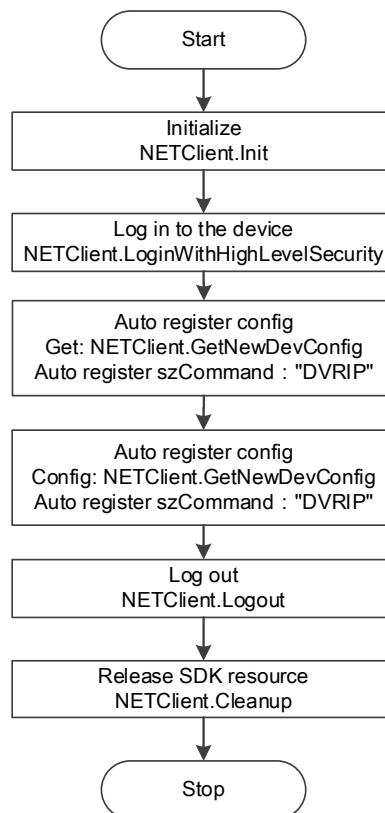 Start
Initialize
NETClient.Init
Log in to the device
NETClient.LoginWithHighLevelSecurity
Auto register config
Get: NETClient.GetNewDevConfig
Auto register szCommand : "DVRIP"
Auto register config
Config: NETClient.GetNewDevConfig
Auto register szCommand : "DVRIP"
Log out
NETClient.Logout
Release SDK resource
NETClient.Cleanup
Stop